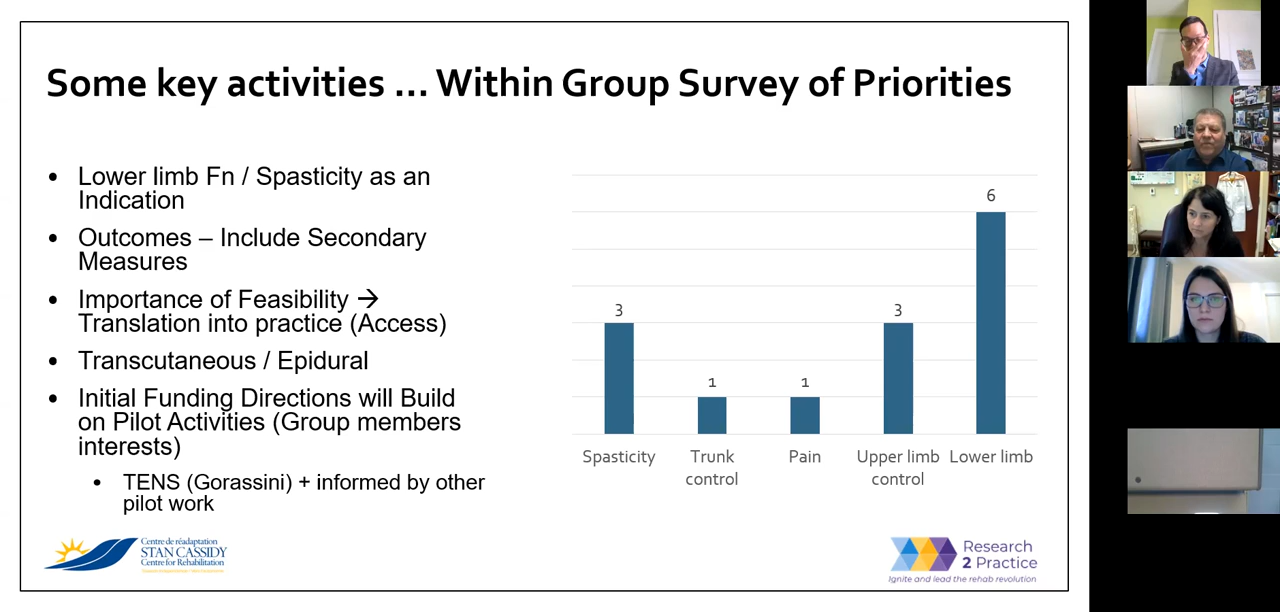 Some key activities … Within Group Survey of Priorities
• Lower limb Fn / Spasticity as an
Indication
• Outcomes – Include Secondary
Measures
• Importance of Feasibility →
Translation into practice (Access)
• Transcutaneous / Epidural
• Initial Funding Directions will Build
on Pilot Activities (Group members
interests)
• TENS (Gorassini) + informed by other
pilot work
3
1
1
3
6
Spasticity
Trunk
control
Pain
Upper limb
control
Lower limb
Centre de réadaptation
STAN CASSIDY
Centre for Rehabilitation
Research
2 Practice
Ignite and lead the rehab revolution